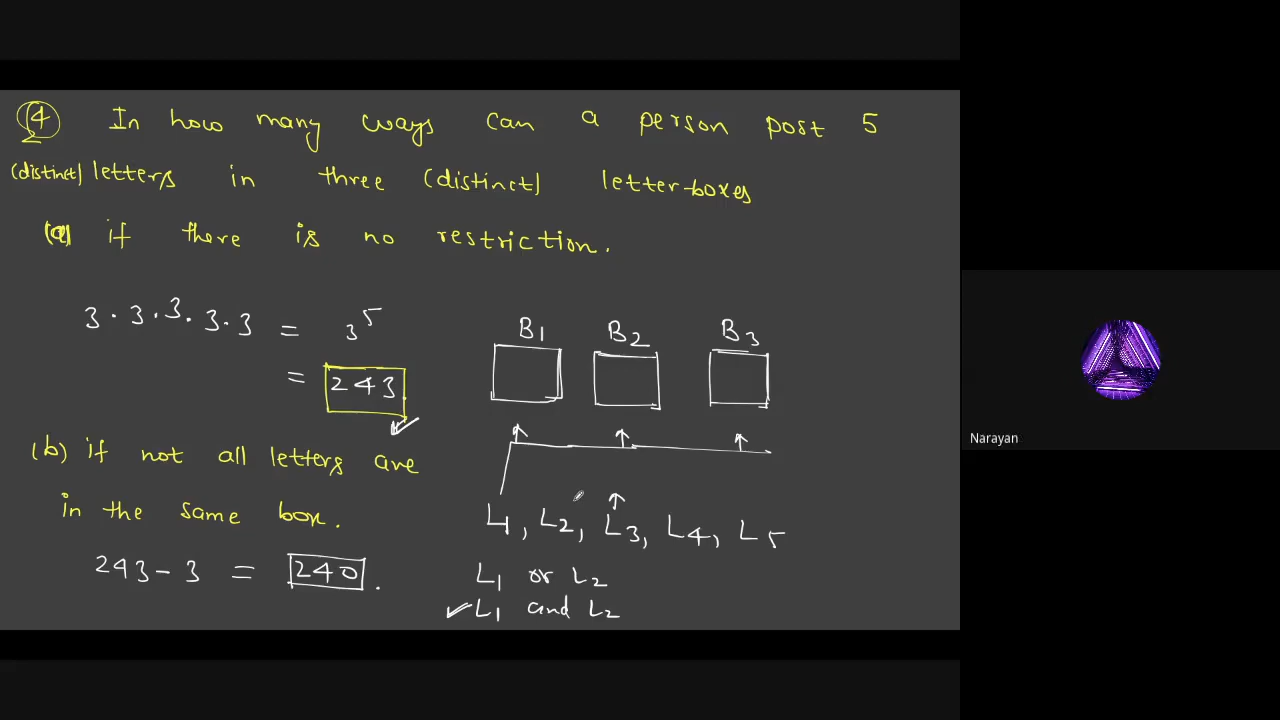 4 In how many ways can a person post 5
(distinct) letters in three (distinct) letter-boxes
(a) if there is no restriction.
3 . 3 . 3 . 3 . 3 = 3⁵
= 243
B1 B2 B3
(b) if not all letters are
in the same box.
243 - 3 = 240 .
L1, L2, L3, L4, L5
L1 or L2
L1 and L2
Narayan